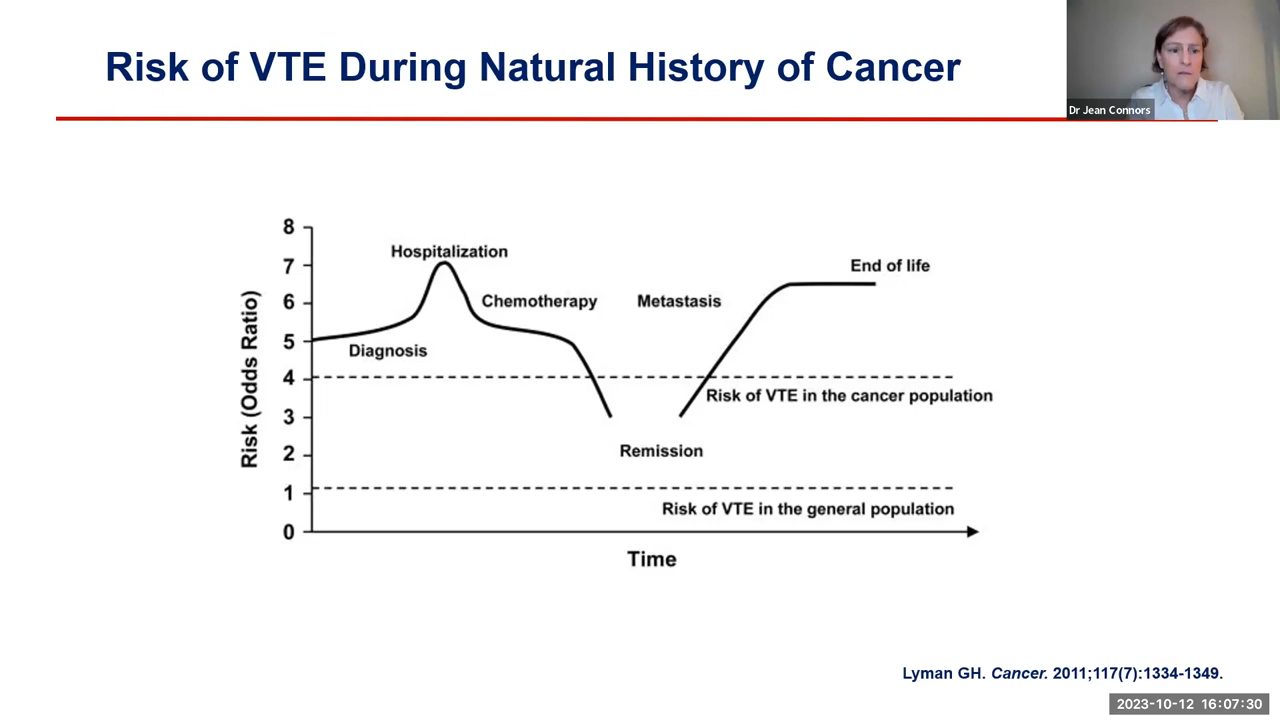 Risk of VTE During Natural History of Cancer
Dr Jean Connors
8
7
6
5
4
3
2
1
0
Risk (Odds Ratio)
Hospitalization
End of life
Chemotherapy
Metastasis
Diagnosis
Risk of VTE in the cancer population
Remission
Risk of VTE in the general population
Time
Lyman GH. Cancer. 2011;117(7):1334-1349.
2023-10-12 16:07:30